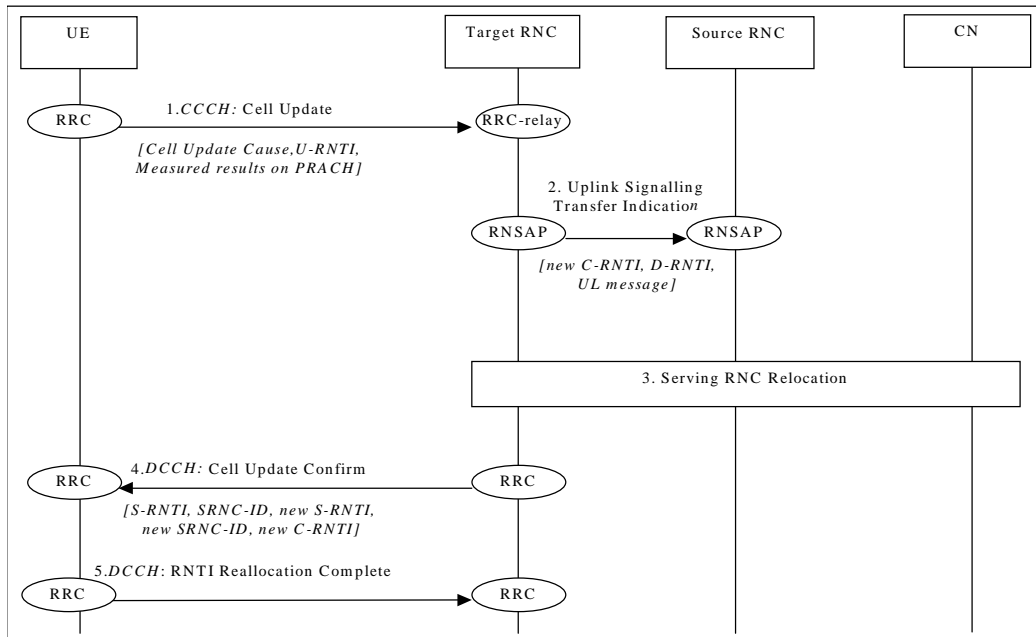 UE
Target RNC
Source RNC
CN
1.CCCH: Cell Update
RRC
RRC-relay
[Cell Update Cause,U-RNTI,
Measured results on PRACH]
2. Uplink Signalling
Transfer Indication
RNSAP
RNSAP
[new C-RNTI, D-RNTI,
UL message]
3. Serving RNC Relocation
4.DCCH: Cell Update Confirm
RRC
RRC
[S-RNTI, SRNC-ID, new S-RNTI,
new SRNC-ID, new C-RNTI]
5.DCCH: RNTI Reallocation Complete
RRC
RRC